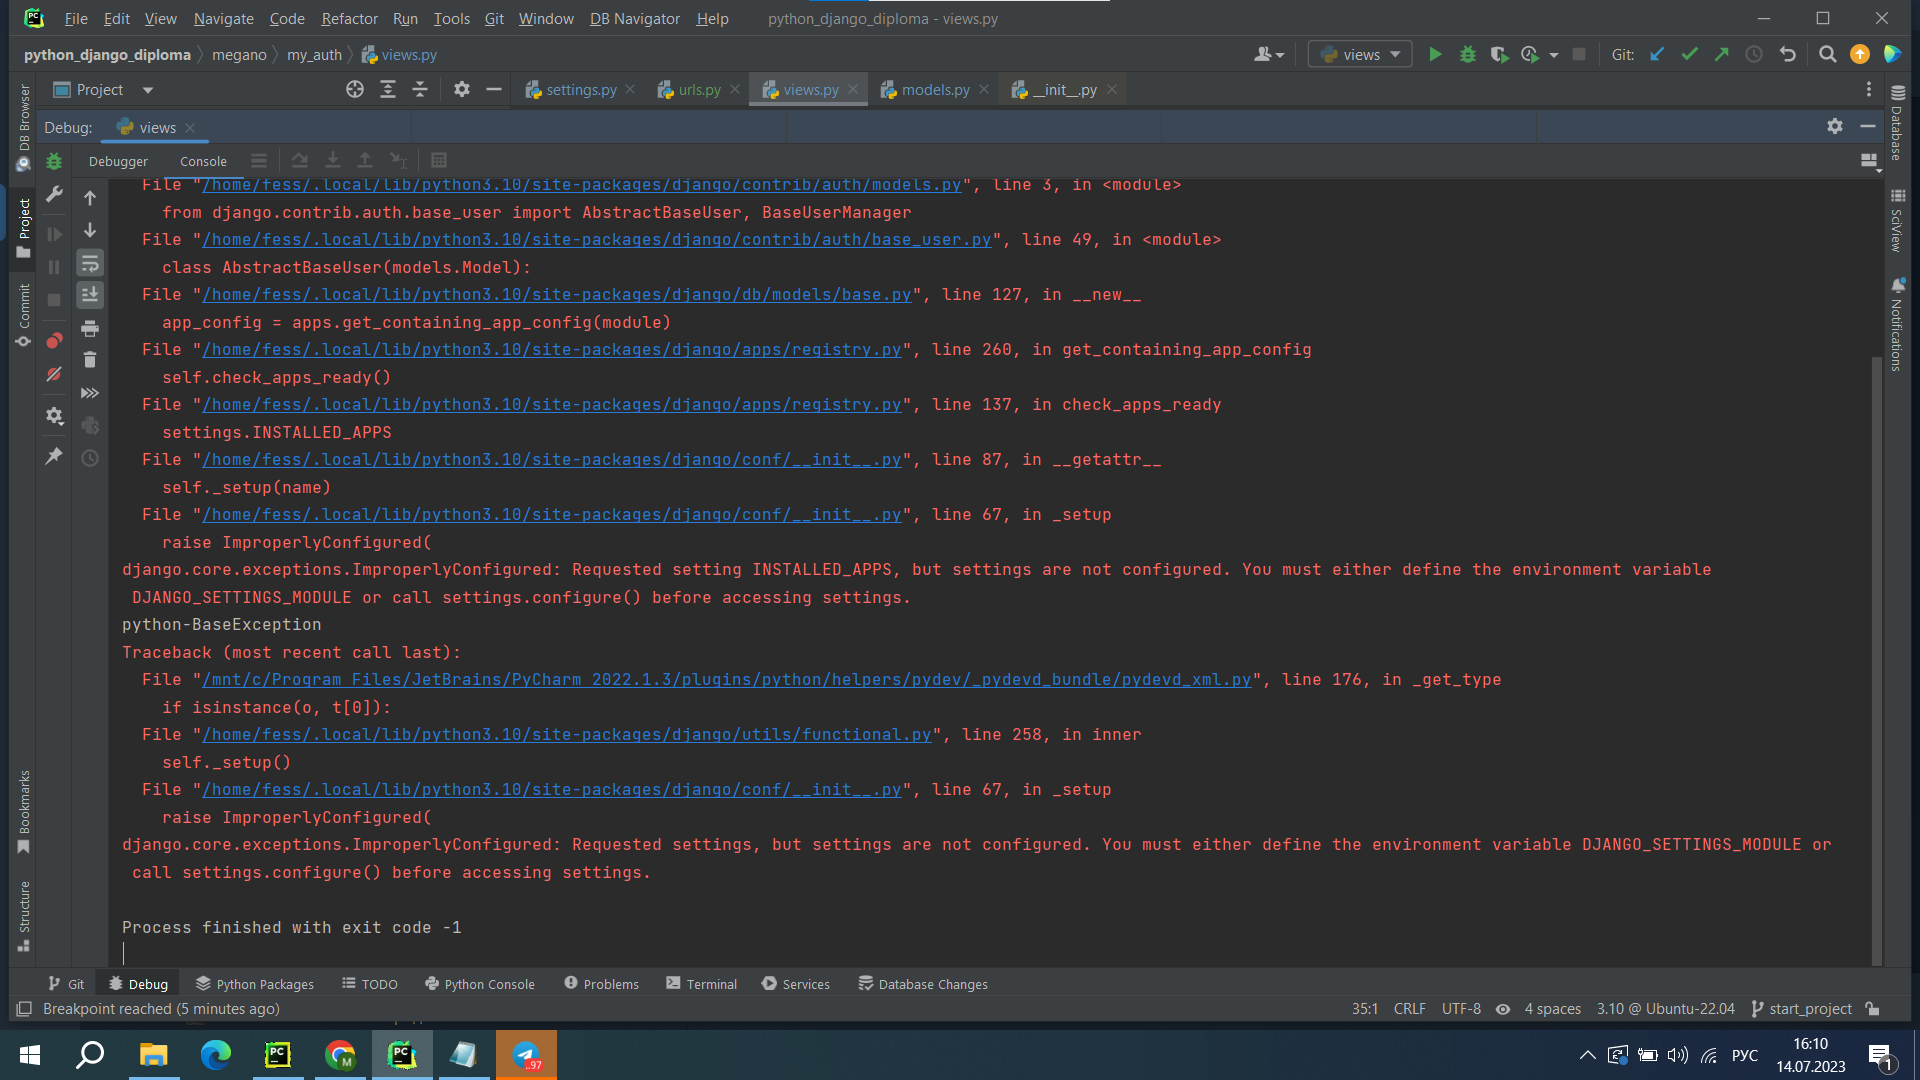 File Edit View Navigate Code Refactor Run Tools Git Window DB Navigator Help python_django_diploma - views.py
python_django_diploma megano my_auth views.py views Git:
Project settings.py urls.py views.py models.py __init__.py
Debug: views
Debugger Console
File "/home/fess/.local/lib/python3.10/site-packages/django/contrib/auth/models.py", line 3, in <module>
from django.contrib.auth.base_user import AbstractBaseUser, BaseUserManager
File "/home/fess/.local/lib/python3.10/site-packages/django/contrib/auth/base_user.py", line 49, in <module>
class AbstractBaseUser(models.Model):
File "/home/fess/.local/lib/python3.10/site-packages/django/db/models/base.py", line 127, in __new__
app_config = apps.get_containing_app_config(module)
File "/home/fess/.local/lib/python3.10/site-packages/django/apps/registry.py", line 260, in get_containing_app_config
self.check_apps_ready()
File "/home/fess/.local/lib/python3.10/site-packages/django/apps/registry.py", line 137, in check_apps_ready
settings.INSTALLED_APPS
File "/home/fess/.local/lib/python3.10/site-packages/django/conf/__init__.py", line 87, in __getattr__
self._setup(name)
File "/home/fess/.local/lib/python3.10/site-packages/django/conf/__init__.py", line 67, in _setup
raise ImproperlyConfigured(
django.core.exceptions.ImproperlyConfigured: Requested setting INSTALLED_APPS, but settings are not configured. You must either define the environment variable
DJANGO_SETTINGS_MODULE or call settings.configure() before accessing settings.
python-BaseException
Traceback (most recent call last):
File "/mnt/c/Program Files/JetBrains/PyCharm 2022.1.3/plugins/python/helpers/pydev/_pydevd_bundle/pydevd_xml.py", line 176, in _get_type
if isinstance(o, t[0]):
File "/home/fess/.local/lib/python3.10/site-packages/django/utils/functional.py", line 258, in inner
self._setup()
File "/home/fess/.local/lib/python3.10/site-packages/django/conf/__init__.py", line 67, in _setup
raise ImproperlyConfigured(
django.core.exceptions.ImproperlyConfigured: Requested settings, but settings are not configured. You must either define the environment variable DJANGO_SETTINGS_MODULE or
call settings.configure() before accessing settings.
Process finished with exit code -1
DB Browser
Project
Commit
Bookmarks
Structure
Database
SciView
Notifications
Git Debug Python Packages TODO Python Console Problems Terminal Services Database Changes
Breakpoint reached (5 minutes ago) 35:1 CRLF UTF-8 4 spaces 3.10 @ Ubuntu-22.04 start_project
PC M PC ..97 РУС 16:10
14.07.2023 1